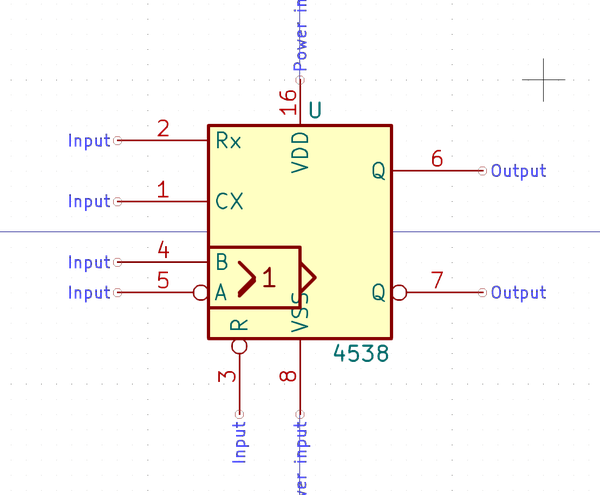 Power in
16
U
VDD
Input 2 Rx
Q 6 Output
Input 1 CX
Input 4 B
Input 5 A
1
Q 7 Output
R
VSS
4538
3
8
Input
wer input